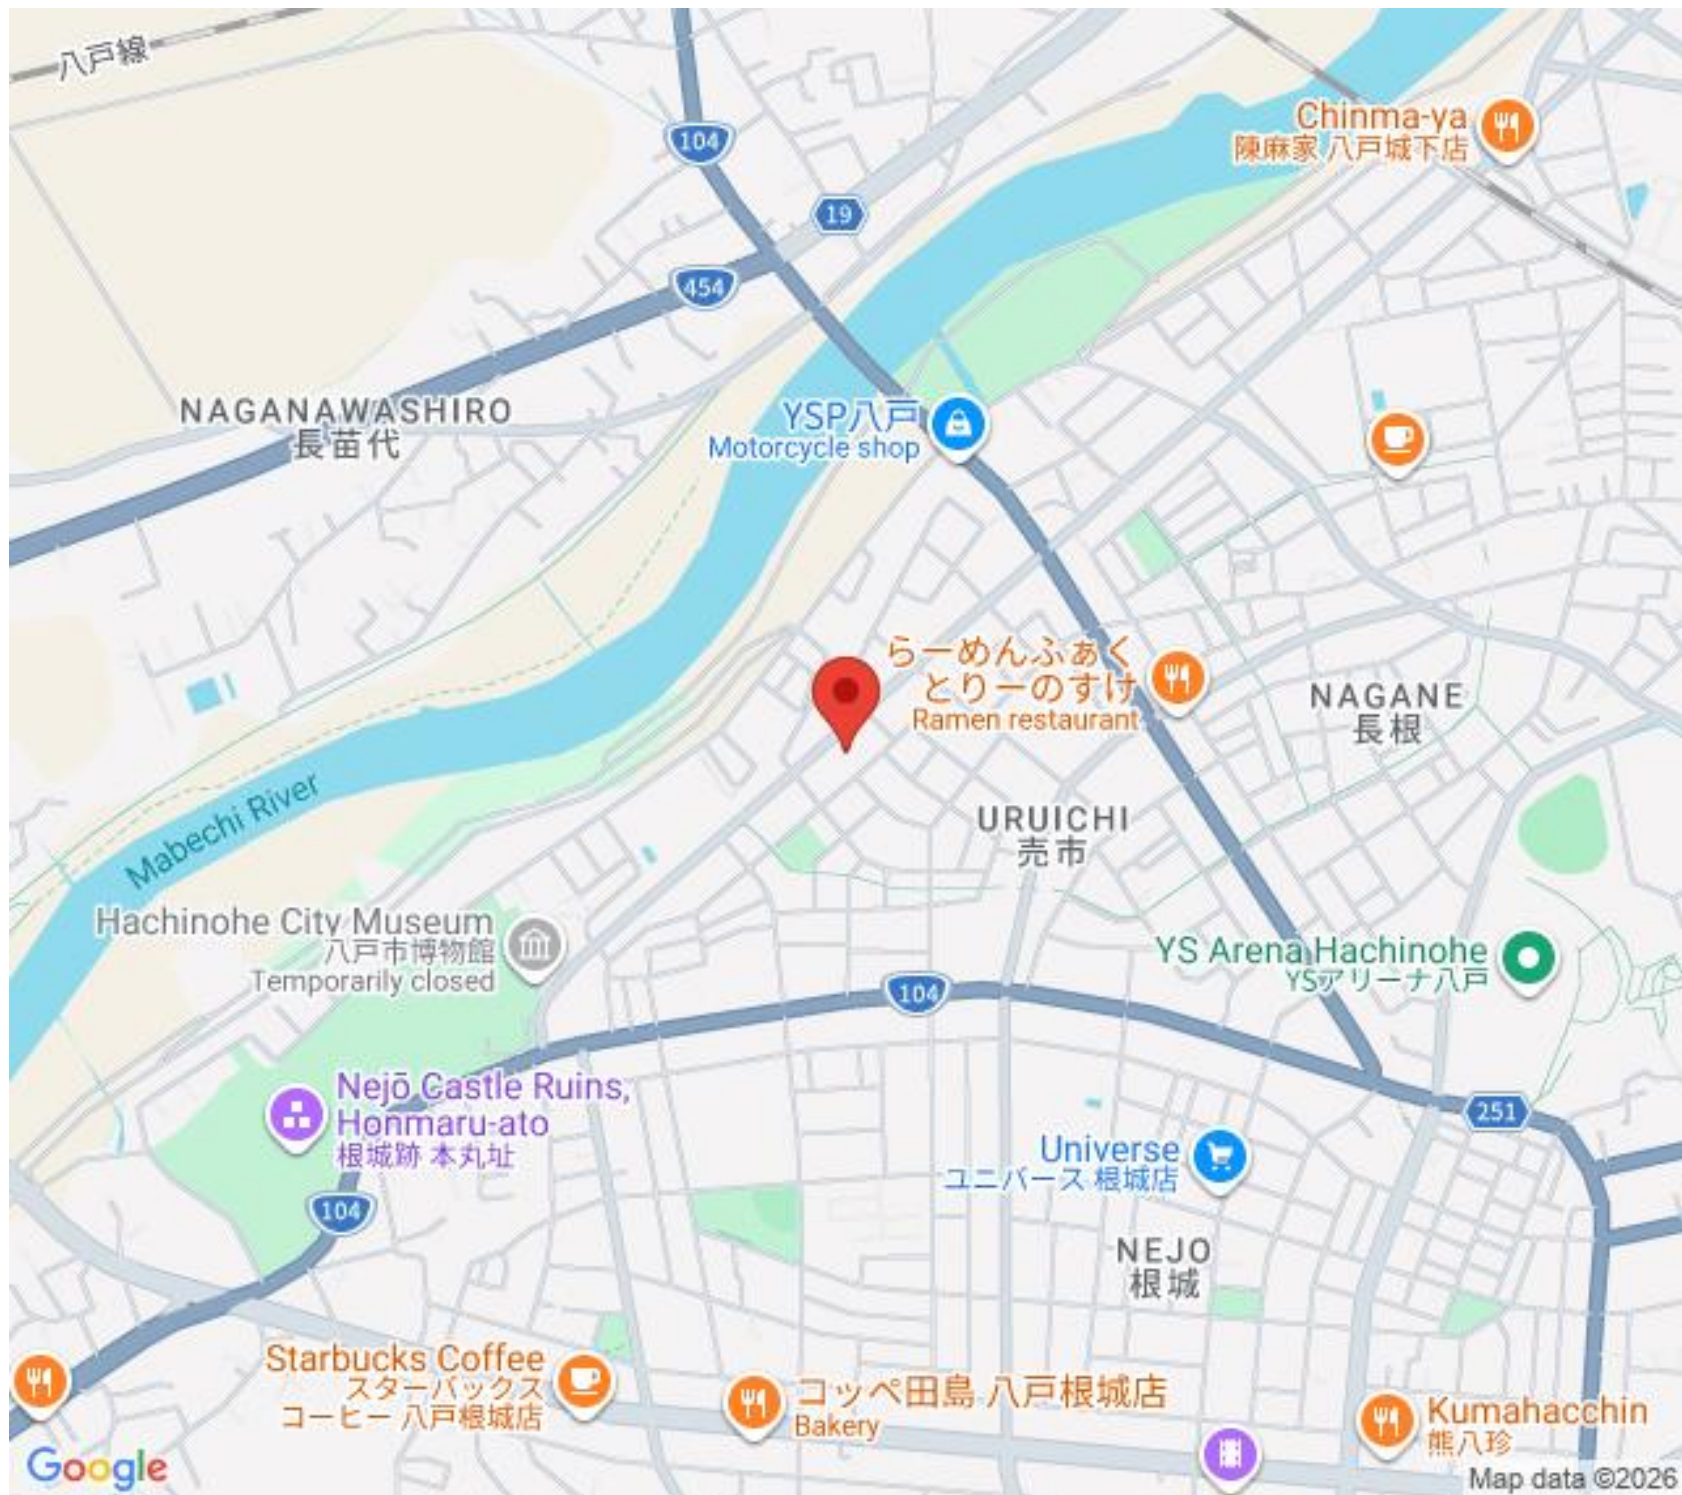 八戸線
104
Chinma-ya
陳麻家 八戸城下店
19
454
NAGANAWASHIRO
長苗代
YSP八戸
Motorcycle shop
らーめんふぁく
とりーのすけ
Ramen restaurant
NAGANE
長根
Mabechi River
URUICHI
売市
Hachinohe City Museum
八戸市博物館
Temporarily closed
YS Arena Hachinohe
YSアリーナ八戸
104
Nejō Castle Ruins,
Honmaru-ato
根城跡 本丸址
251
Universe
ユニバース 根城店
104
NEJO
根城
Starbucks Coffee
スターバックス
コーヒー 八戸根城店
コッペ田島 八戸根城店
Bakery
Kumahacchin
熊八珍
Google
Map data ©2026